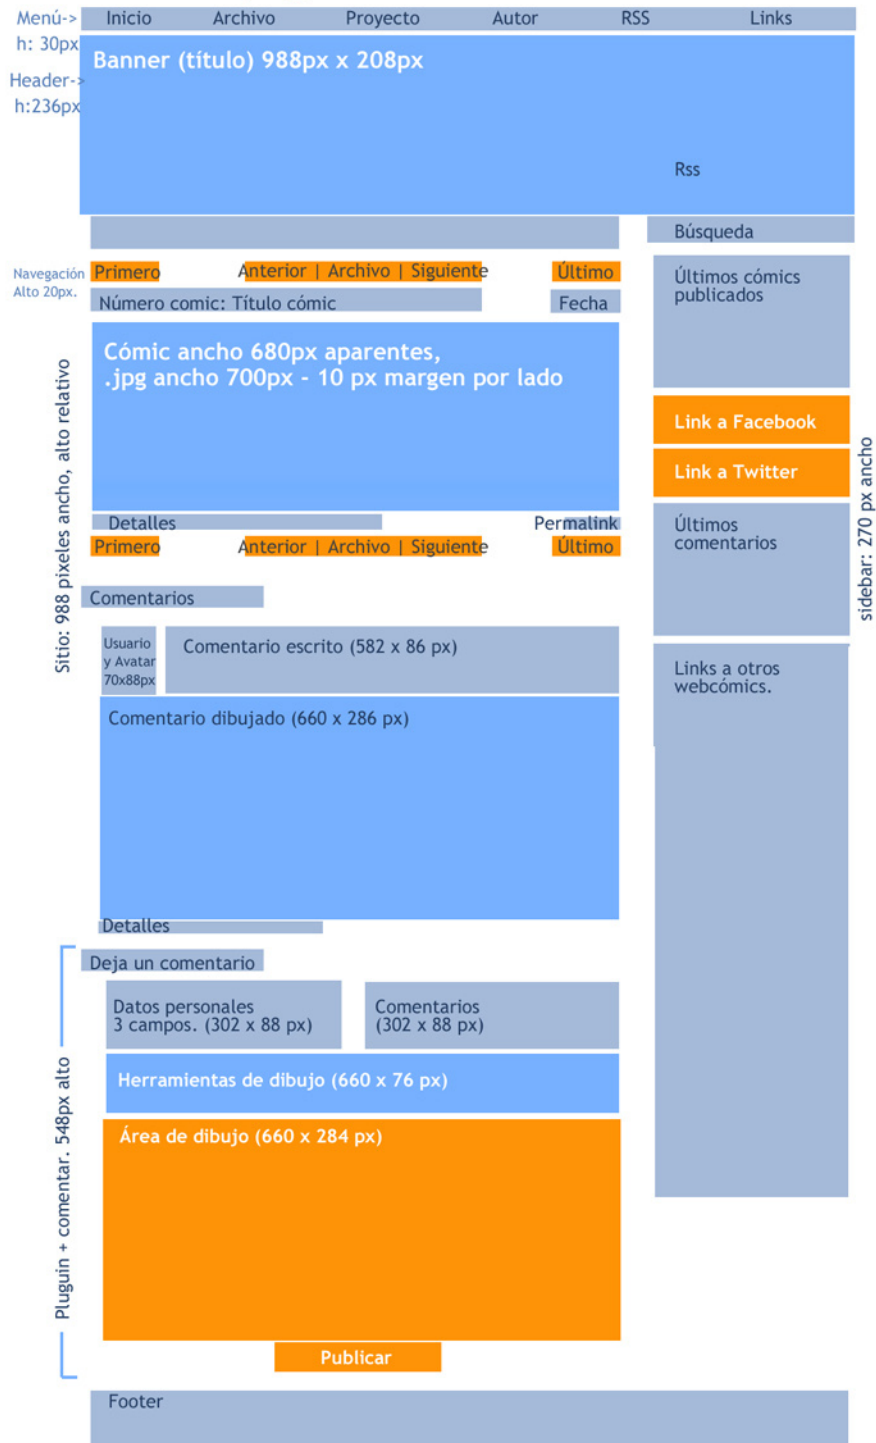 Menú-> Inicio Archivo Proyecto Autor RSS Links
h: 30px
Banner (título) 988px x 208px
Header->
h:236px
Rss
Búsqueda
Navegación
Alto 20px.
Primero Anterior | Archivo | Siguiente Último
Número comic: Título cómic Fecha
Últimos cómics
publicados
Cómic ancho 680px aparentes,
.jpg ancho 700px - 10 px margen por lado
Sitio: 988 pixeles ancho, alto relativo
Link a Facebook
Link a Twitter
sidebar: 270 px ancho
Detalles Permalink
Primero Anterior | Archivo | Siguiente Último
Últimos
comentarios
Comentarios
Usuario
y Avatar
70x88px
Comentario escrito (582 x 86 px)
Links a otros
webcómics.
Comentario dibujado (660 x 286 px)
Detalles
Deja un comentario
Datos personales
3 campos. (302 x 88 px)
Comentarios
(302 x 88 px)
Herramientas de dibujo (660 x 76 px)
Área de dibujo (660 x 284 px)
Pluguin + comentar. 548px alto
Publicar
Footer